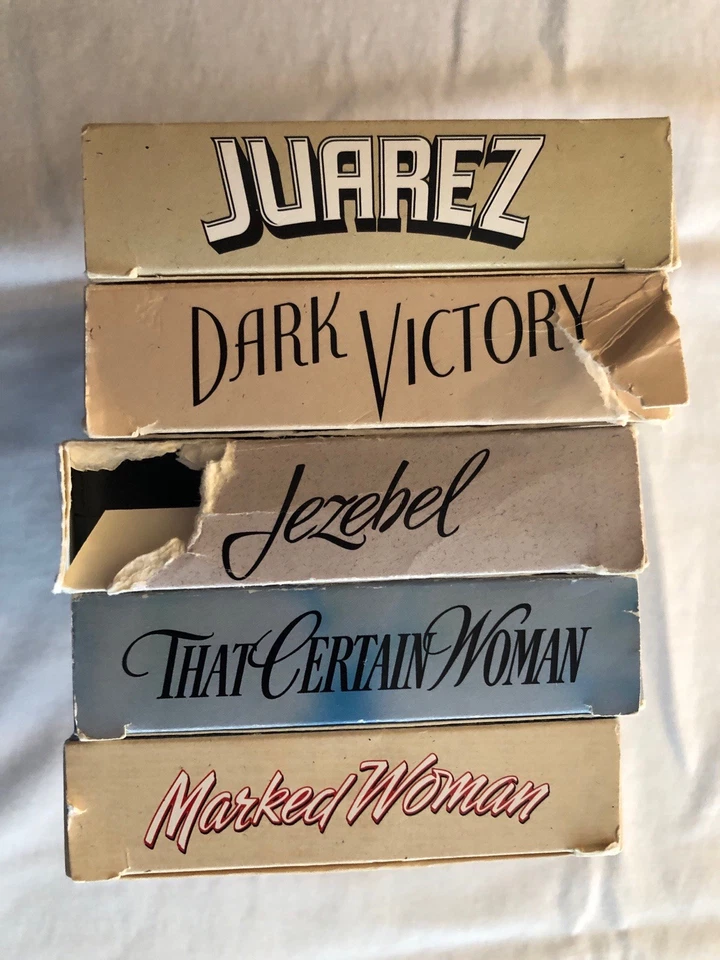 JUAREZ
DARK VICTORY
Jezebel
THAT CERTAIN WOMAN
Marked Woman